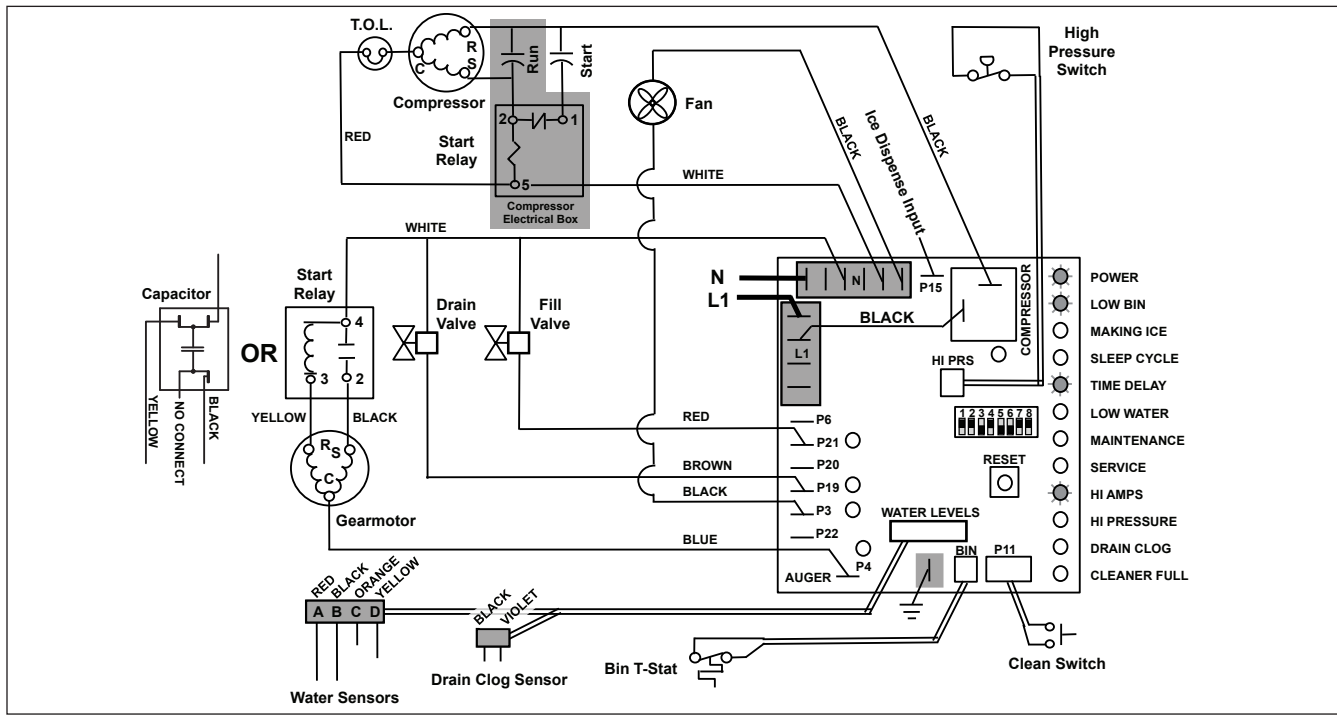 T.O.L.
R
S
C
Compressor
Run
Start
RED
Start
Relay
2
1
5
Compressor
Electrical Box
WHITE
Fan
BLACK
Ice Dispense Input
BLACK
High
Pressure
Switch
WHITE
Capacitor
YELLOW
NO CONNECT
BLACK
OR
Start
Relay
4
3
2
YELLOW
BLACK
R
S
C
Gearmotor
Drain
Valve
Fill
Valve
N
L1
N
P15
COMPRESSOR
BLACK
L1
HI PRS
POWER
LOW BIN
MAKING ICE
SLEEP CYCLE
TIME DELAY
LOW WATER
MAINTENANCE
SERVICE
HI AMPS
HI PRESSURE
DRAIN CLOG
CLEANER FULL
1 2 3 4 5 6 7 8
RESET
RED
BROWN
BLACK
BLUE
P6
P21
P20
P19
P3
P22
P4
AUGER
WATER LEVELS
BIN
P11
RED
BLACK
ORANGE
YELLOW
A B C D
Water Sensors
BLACK
VIOLET
Drain Clog Sensor
Bin T-Stat
Clean Switch